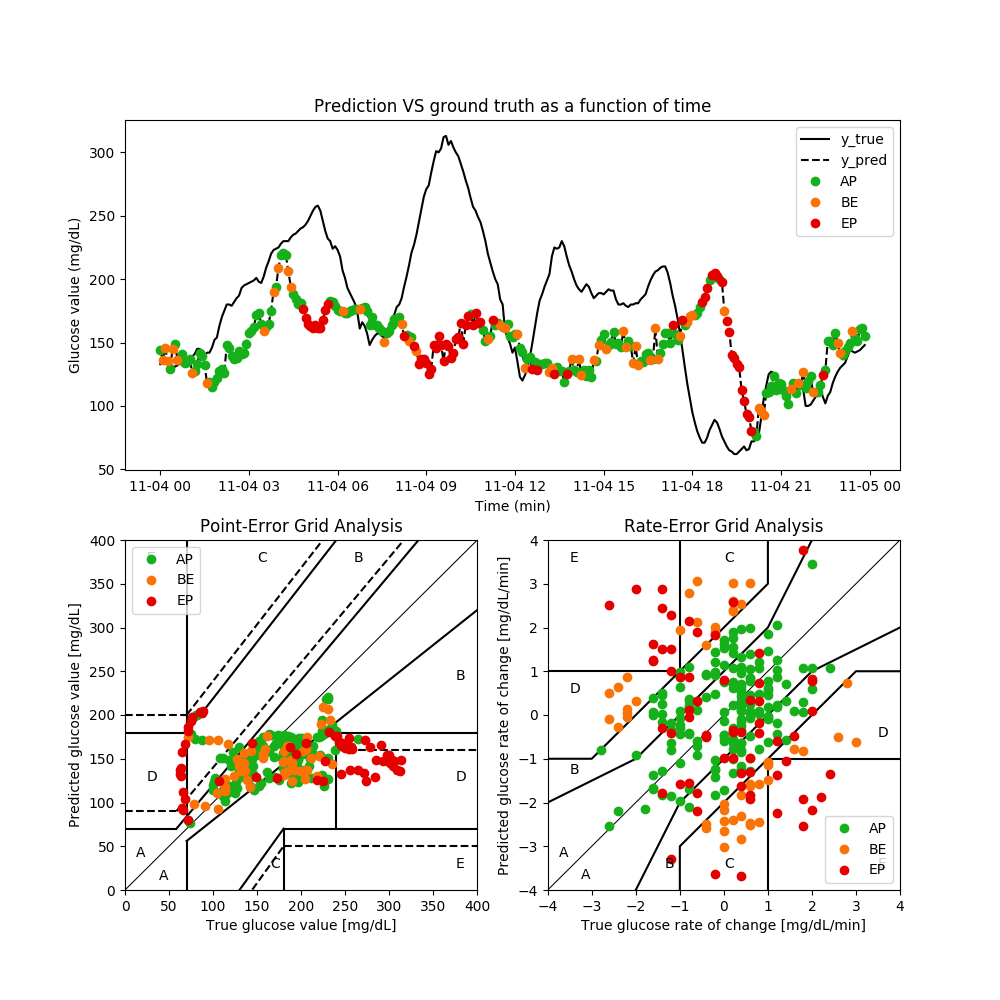 Prediction VS ground truth as a function of time
Glucose value (mg/dL)
300
250
200
150
100
50
y_true
y_pred
AP
BE
EP
11-04 00 11-04 03 11-04 06 11-04 09 11-04 12 11-04 15 11-04 18 11-04 21 11-05 00
Time (min)
Point-Error Grid Analysis
Predicted glucose value [mg/dL]
400
350
300
250
200
150
100
50
0
AP
BE
EP
C
B
B
D
D
A
A
C
E
0 50 100 150 200 250 300 350 400
True glucose value [mg/dL]
Rate-Error Grid Analysis
Predicted glucose rate of change [mg/dL/min]
4
3
2
1
0
−1
−2
−3
−4
E
C
D
D
B
A
A
B
C
E
AP
BE
EP
−4 −3 −2 −1 0 1 2 3 4
True glucose rate of change [mg/dL/min]